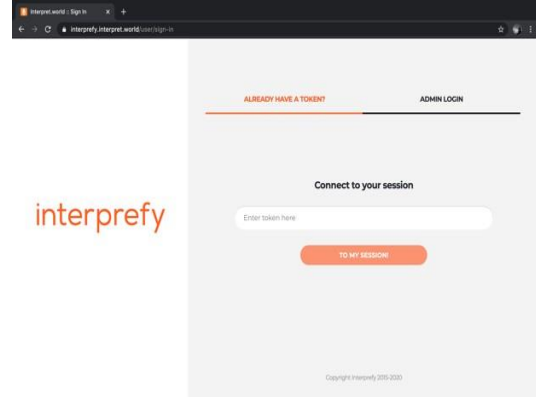 Interpret.world :: Sign In
interprefy.interpret.world/user/sign-in
ALREADY HAVE A TOKEN?
ADMIN LOGIN
Connect to your session
interprefy
Enter token here
TO MY SESSION!
Copyright Interprefy 2015-2020